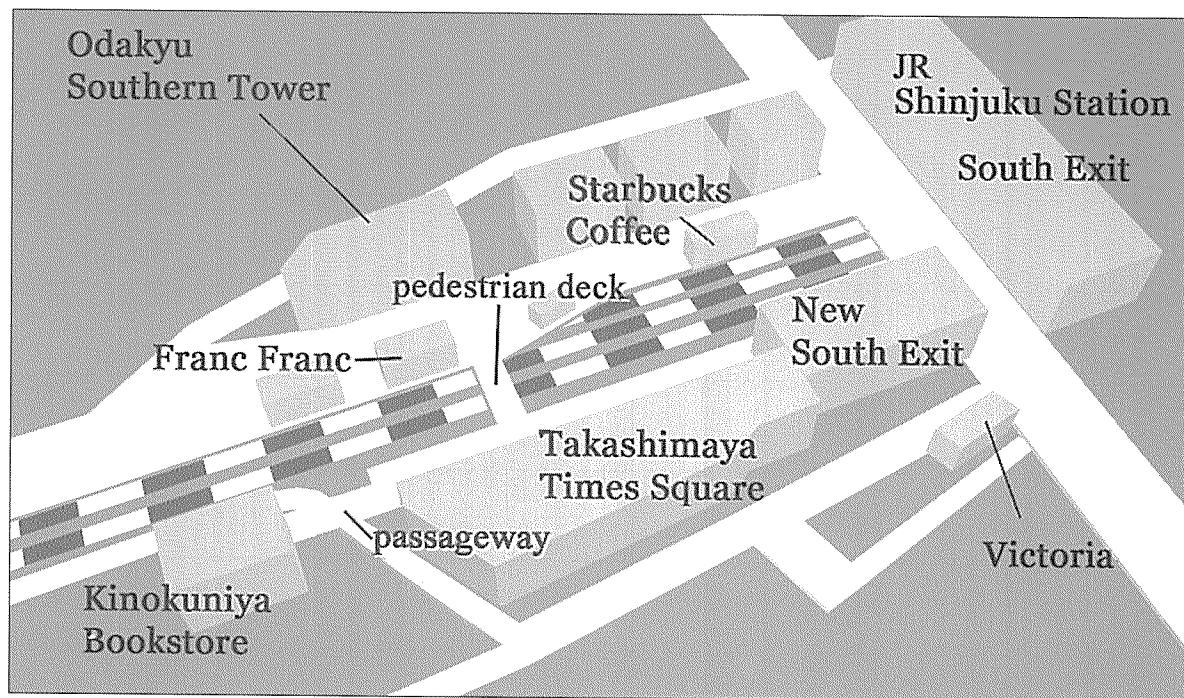 Odakyu
Southern Tower
JR
Shinjuku Station
South Exit
Starbucks
Coffee
pedestrian deck
New
South Exit
Franc Franc
Takashimaya
Times Square
passageway
Victoria
Kinokuniya
Bookstore